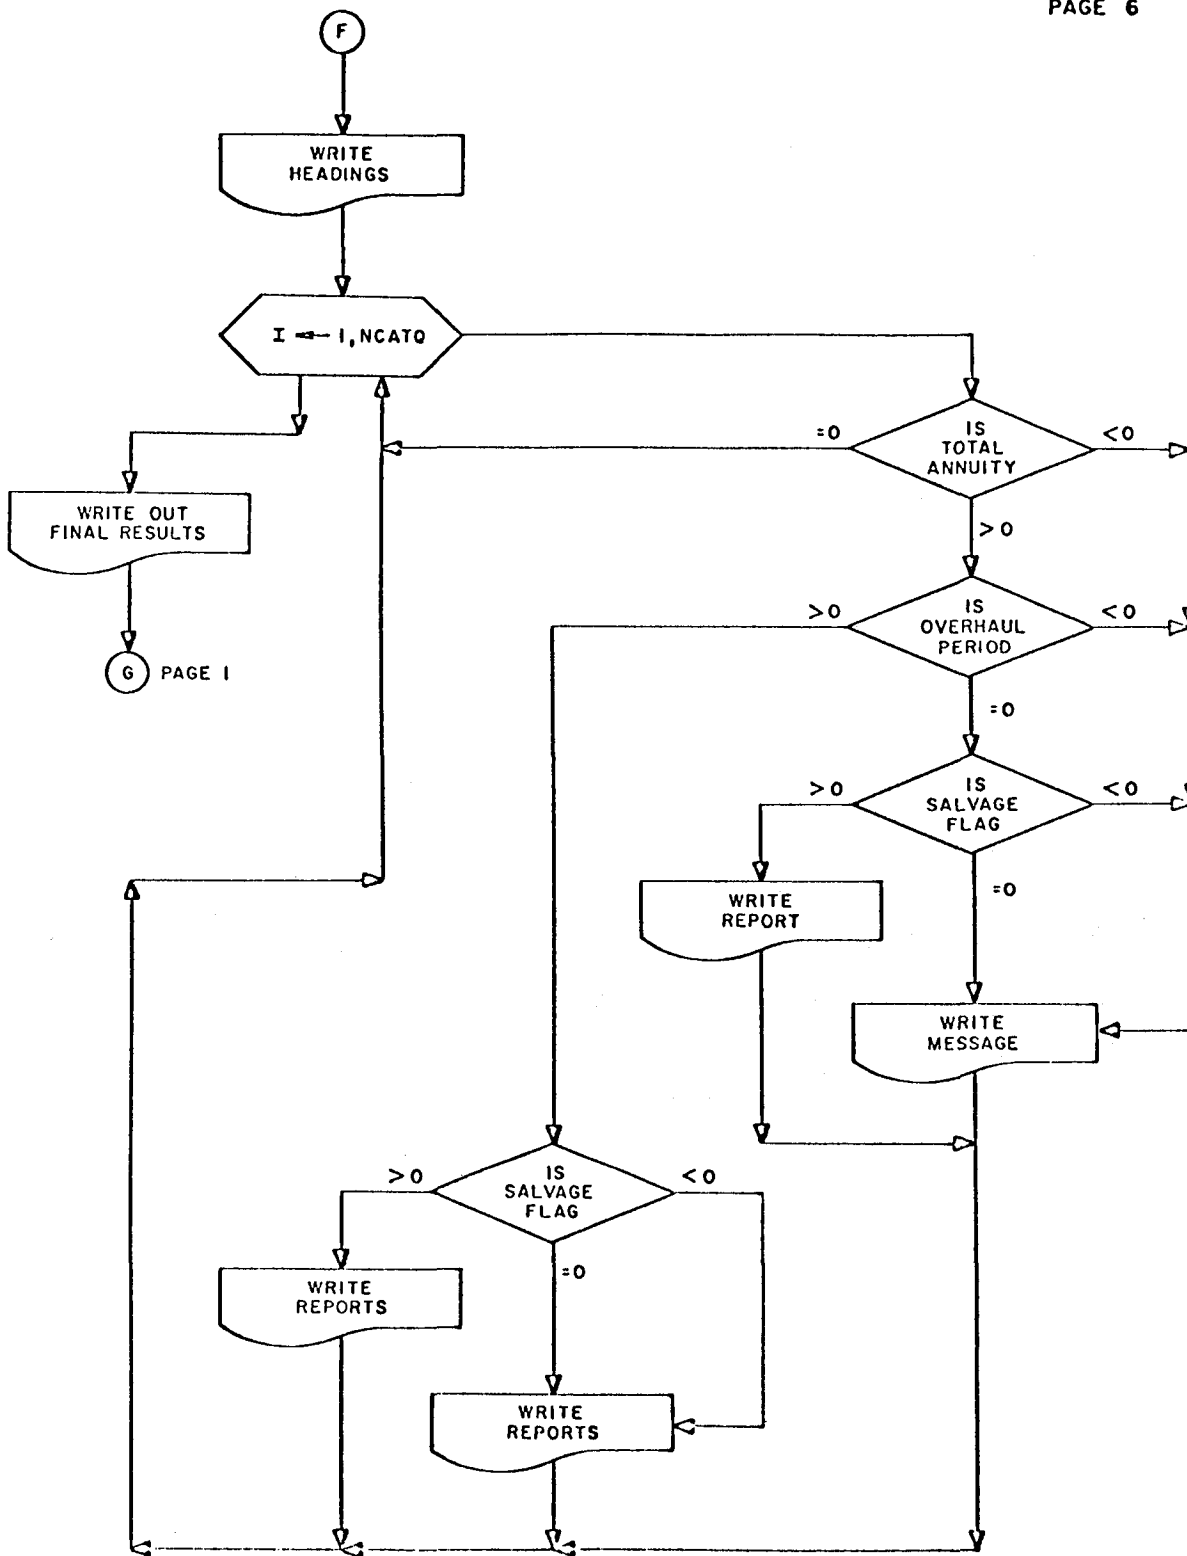 PAGE 6
F
WRITE
HEADINGS
I ← 1, NCATQ
=0
IS
TOTAL
ANNUITY
<0
WRITE OUT
FINAL RESULTS
>0
>0
IS
OVERHAUL
PERIOD
<0
G PAGE 1
=0
>0
IS
SALVAGE
FLAG
<0
WRITE
REPORT
=0
WRITE
MESSAGE
>0
IS
SALVAGE
FLAG
<0
=0
WRITE
REPORTS
WRITE
REPORTS